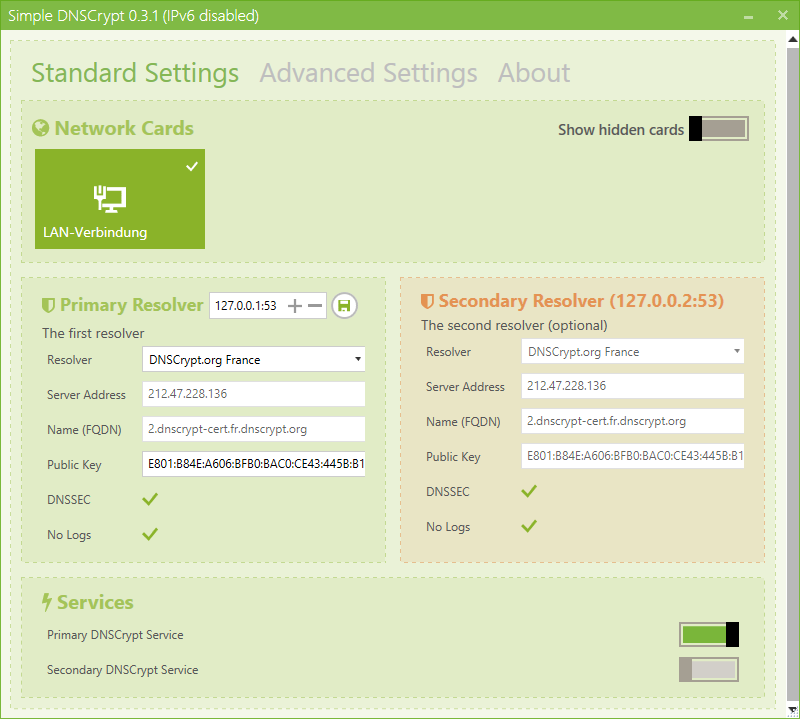 Simple DNSCrypt 0.3.1 (IPv6 disabled)
Standard Settings Advanced Settings About
Network Cards
Show hidden cards
LAN-Verbindung
Primary Resolver 127.0.0.1:53
The first resolver
Resolver DNSCrypt.org France
Server Address 212.47.228.136
Name (FQDN) 2.dnscrypt-cert.fr.dnscrypt.org
Public Key E801:B84E:A606:BFB0:BAC0:CE43:445B:B1
DNSSEC
No Logs
Secondary Resolver (127.0.0.2:53)
The second resolver (optional)
Resolver DNSCrypt.org France
Server Address 212.47.228.136
Name (FQDN) 2.dnscrypt-cert.fr.dnscrypt.org
Public Key E801:B84E:A606:BFB0:BAC0:CE43:445B:B1
DNSSEC
No Logs
Services
Primary DNSCrypt Service
Secondary DNSCrypt Service